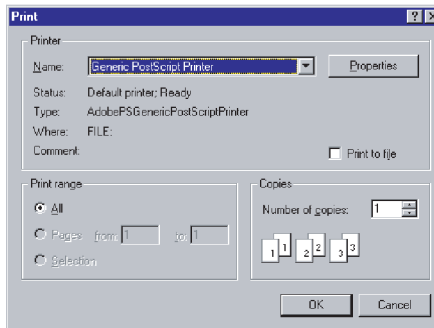 Print
Printer
Name: Generic PostScript Printer Properties
Status: Default printer; Ready
Type: AdobePSGenericPostScriptPrinter
Where: FILE:
Comment:
Print to file
Print range
All
Pages from: 1 to: 1
Selection
Copies
Number of copies: 1
1 1 2 2 3 3
OK Cancel